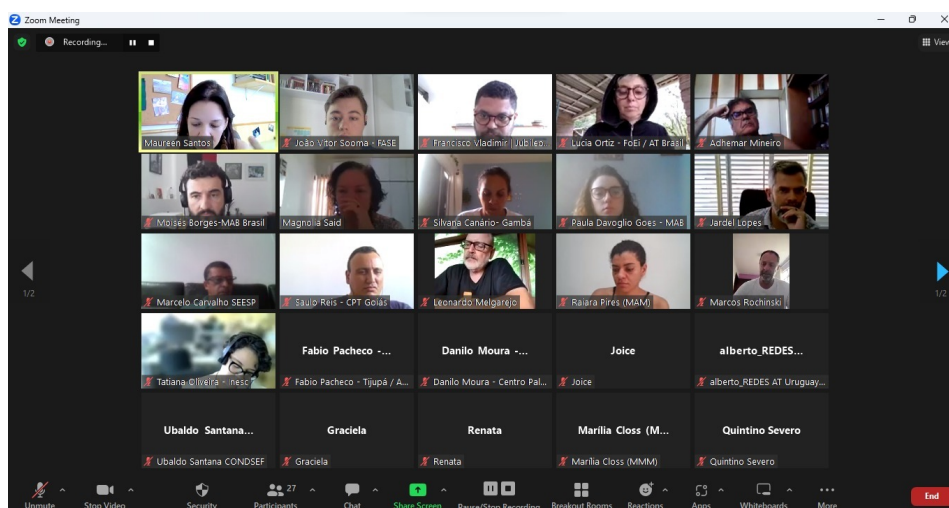 Zoom Meeting
Recording...
View
Maureen Santos
João Vitor Sooma - FASE
Francisco Vladimir | Jubileo
Lucia Ortiz - FoEi / AT Brasil
Adhemar Mineiro
Moisés Borges-MAB Brasil
Magnolia Said
Silvana Canário- Gambá
Paula Davoglio Goes - MAB
Jardel Lopes
Marcelo Carvalho SEESP
Saulo Reis - CPT Goiás
Leonardo Melgarejo
Raiara Pires (MAM)
Marcos Rochinski
1/2
1/2
Tatiana Oliveira - Inesc
Fabio Pacheco -...
Danilo Moura -...
Joice
alberto_REDES...
Fabio Pacheco - Tijupá / A...
Danilo Moura - Centro Pal...
Joice
alberto_REDES AT Uruguay...
Ubaldo Santana...
Graciela
Renata
Marília Closs (M...
Quintino Severo
Ubaldo Santana CONDSEF
Graciela
Renata
Marília Closs (MMM)
Quintino Severo
27
Unmute
Stop Video
Security
Participants
Chat
Share Screen
Pause/Stop Recording
Breakout Rooms
Reactions
Apps
Whiteboards
More
End